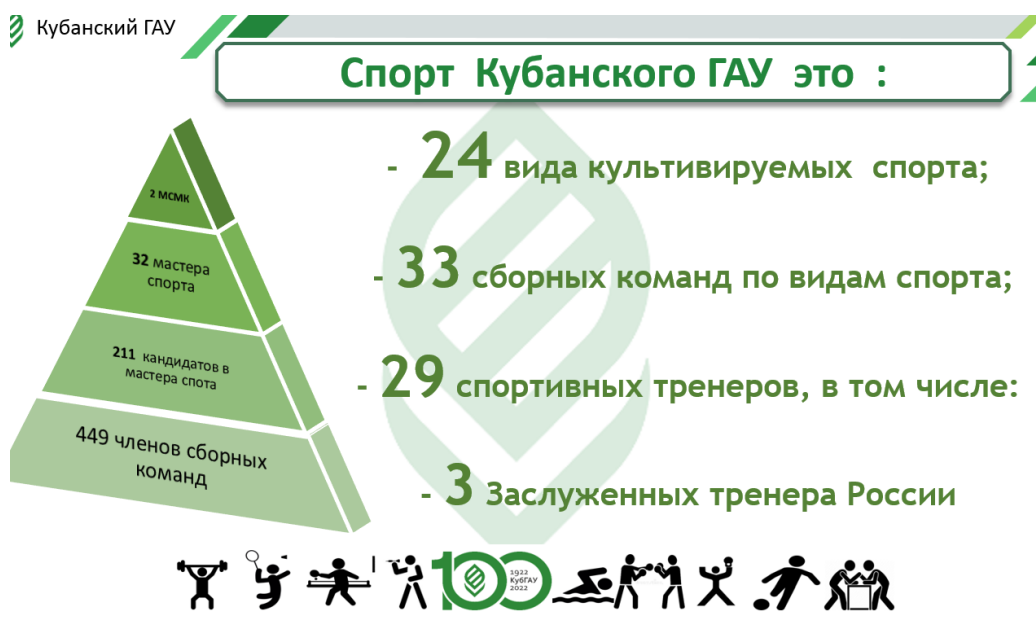 Кубанский ГАУ
Спорт Кубанского ГАУ это :
2 мсмк
32 мастера
спорта
211 кандидатов в
мастера спота
449 членов сборных
команд
- 24 вида культивируемых спорта;
- 33 сборных команд по видам спорта;
- 29 спортивных тренеров, в том числе:
- 3 Заслуженных тренера России
100
1922
КубГАУ
2022